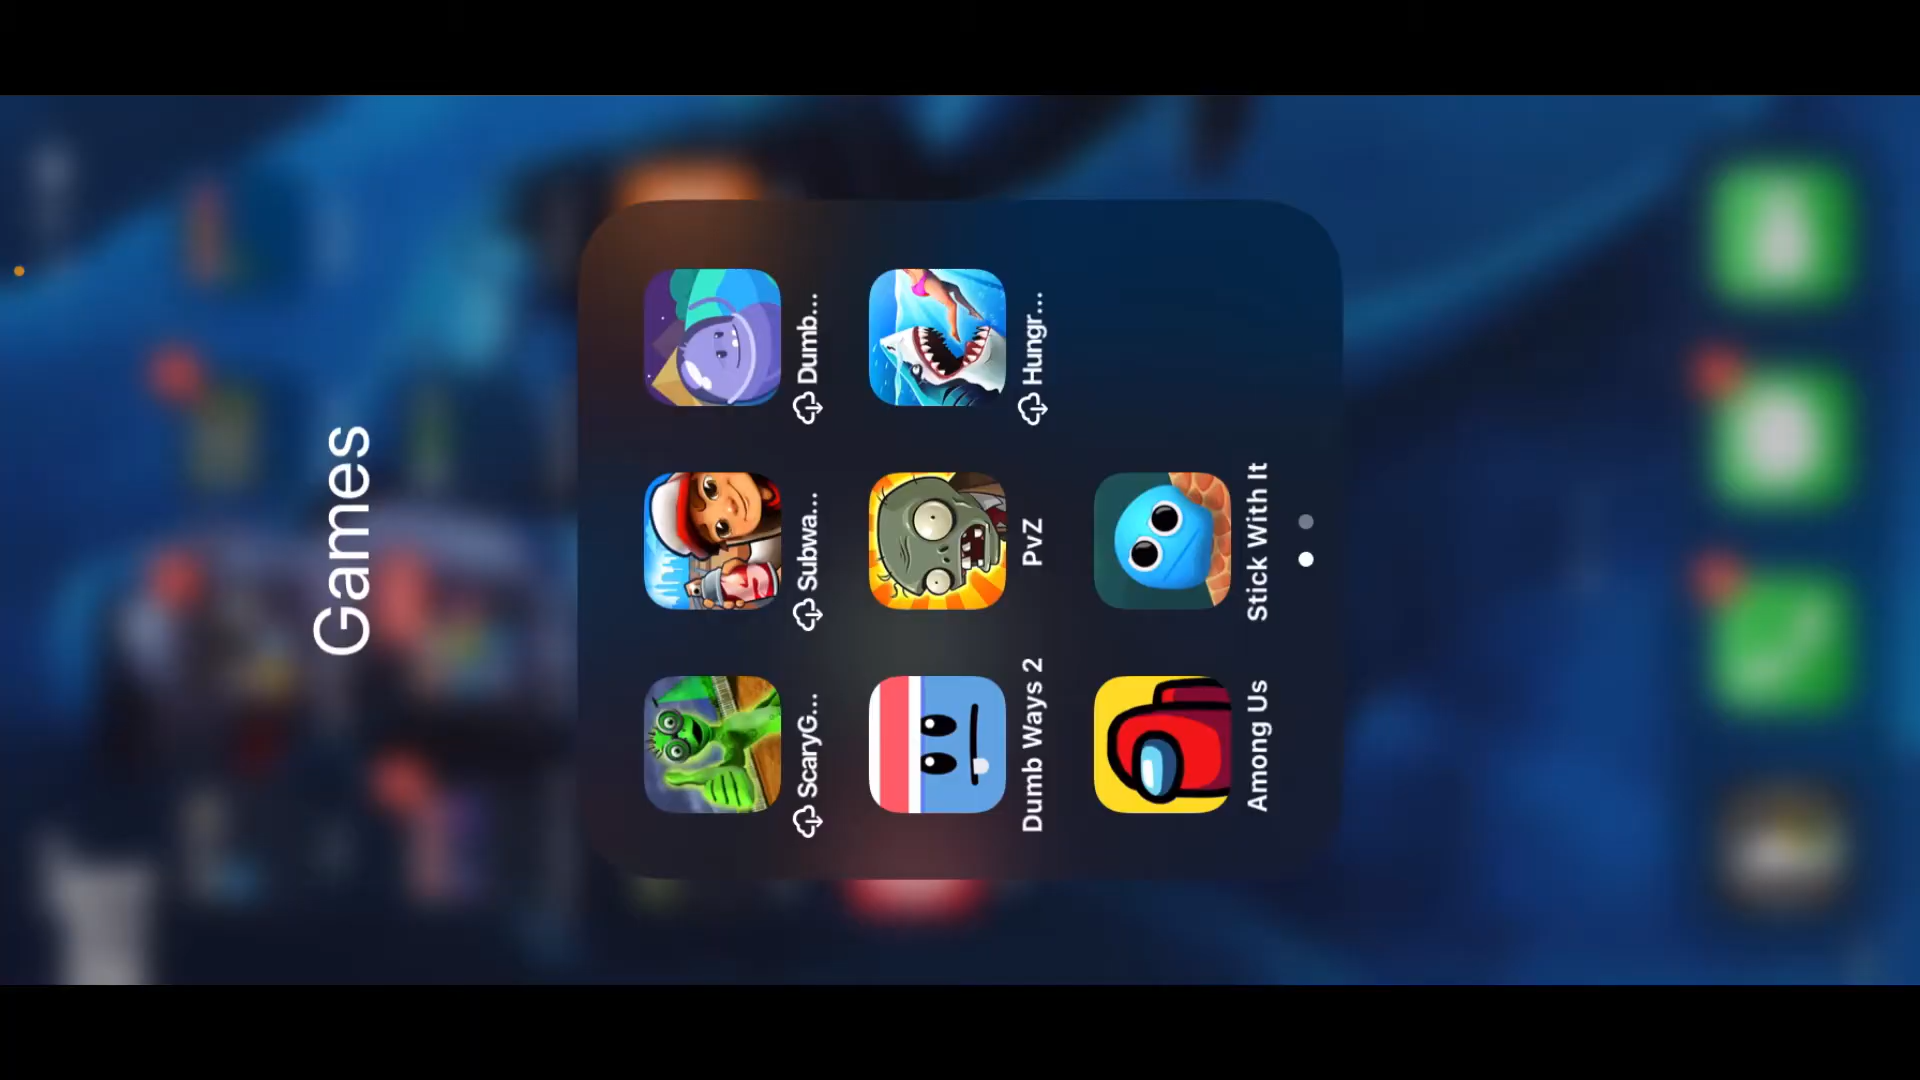 Games
ScaryG...
Subwa...
Dumb...
Dumb Ways 2
PvZ
Hungr...
Among Us
Stick With It